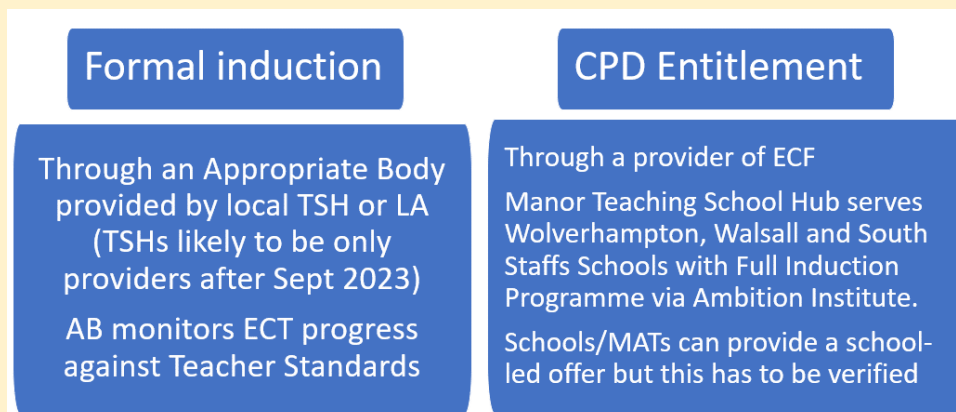 Formal induction
Through an Appropriate Body
provided by local TSH or LA
(TSHs likely to be only
providers after Sept 2023)
AB monitors ECT progress
against Teacher Standards
CPD Entitlement
Through a provider of ECF
Manor Teaching School Hub serves
Wolverhampton, Walsall and South
Staffs Schools with Full Induction
Programme via Ambition Institute.
Schools/MATs can provide a school-
led offer but this has to be verified